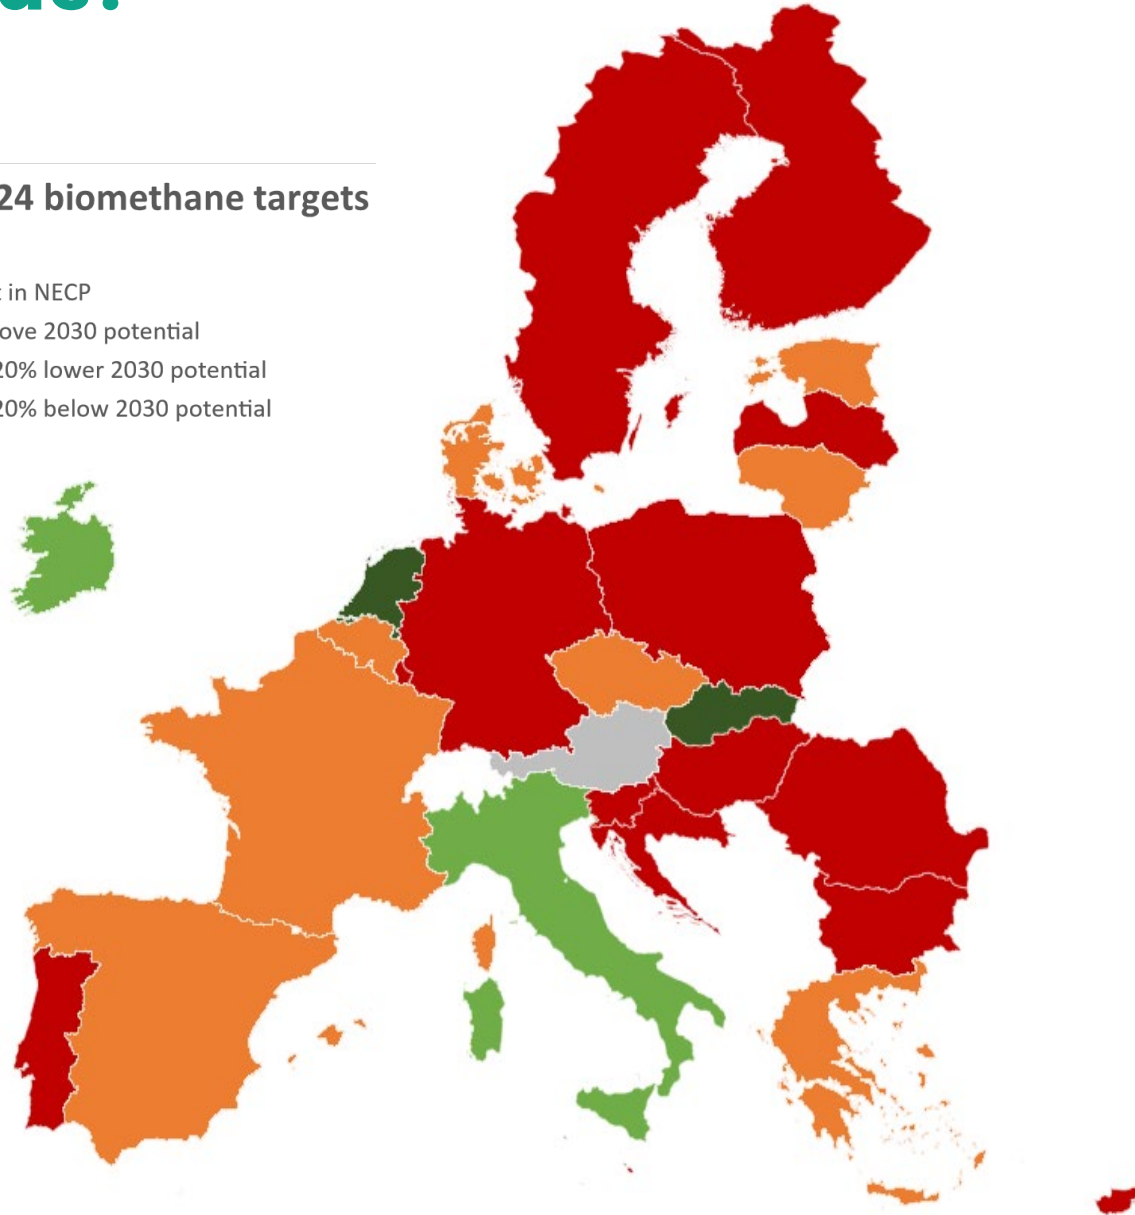 24 biomethane targets
in NECP
ove 2030 potential
20% lower 2030 potential
20% below 2030 potential